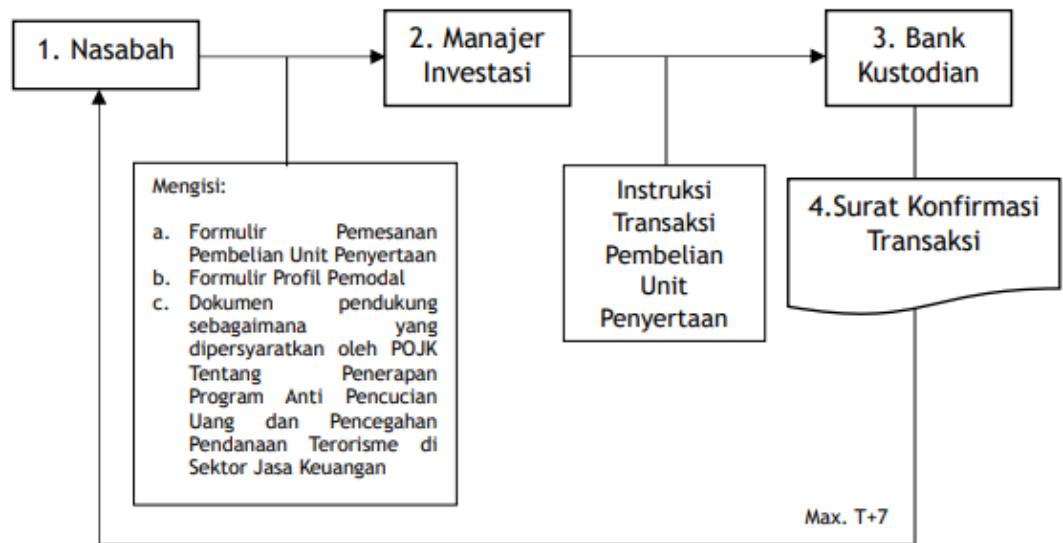 1. Nasabah
2. Manajer
Investasi
3. Bank
Kustodian
Mengisi:
a. Formulir Pemesanan
Pembelian Unit Penyertaan
b. Formulir Profil Pemodal
c. Dokumen pendukung
sebagaimana yang
dipersyaratkan oleh POJK
Tentang Penerapan
Program Anti Pencucian
Uang dan Pencegahan
Pendanaan Terorisme di
Sektor Jasa Keuangan
Instruksi
Transaksi
Pembelian
Unit
Penyertaan
4.Surat Konfirmasi
Transaksi
Max. T+7